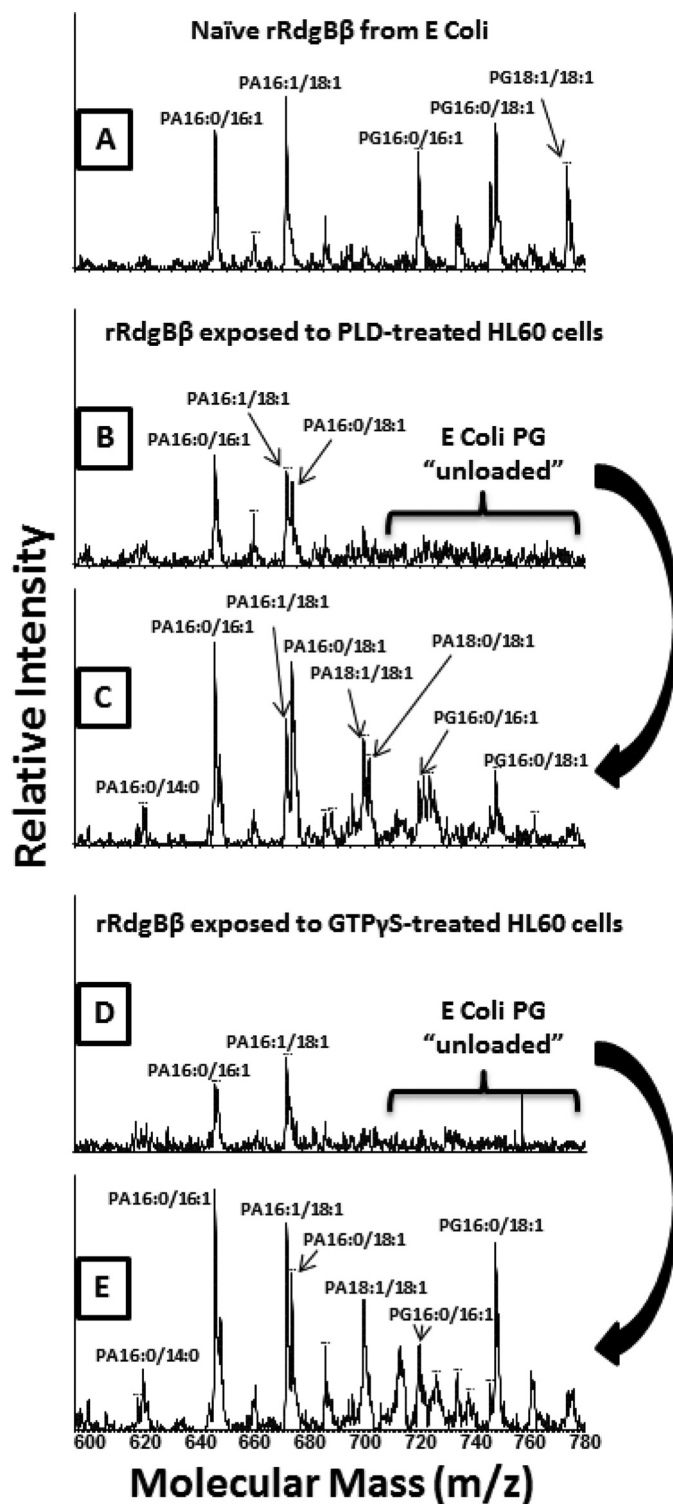 Naïve rRdgBβ from E Coli
PG18:1/18:1
PA16:1/18:1
PG16:0/18:1
PA16:0/16:1
PG16:0/16:1
A
rRdgBβ exposed to PLD-treated HL60 cells
PA16:1/18:1
B
PA16:0/18:1
PA16:0/16:1
E Coli PG
“unloaded”
PA16:1/18:1
PA16:0/16:1
PA16:0/18:1
PA18:0/18:1
C
PA18:1/18:1
PG16:0/16:1
PG16:0/18:1
PA16:0/14:0
Relative Intensity
rRdgBβ exposed to GTPγS-treated HL60 cells
D
E Coli PG
“unloaded”
PA16:1/18:1
PA16:0/16:1
PA16:0/16:1
PA16:1/18:1
PG16:0/18:1
PA16:0/18:1
E
PA18:1/18:1
PG16:0/16:1
PA16:0/14:0
600 620 640 660 680 700 720 740 760 780
Molecular Mass (m/z)